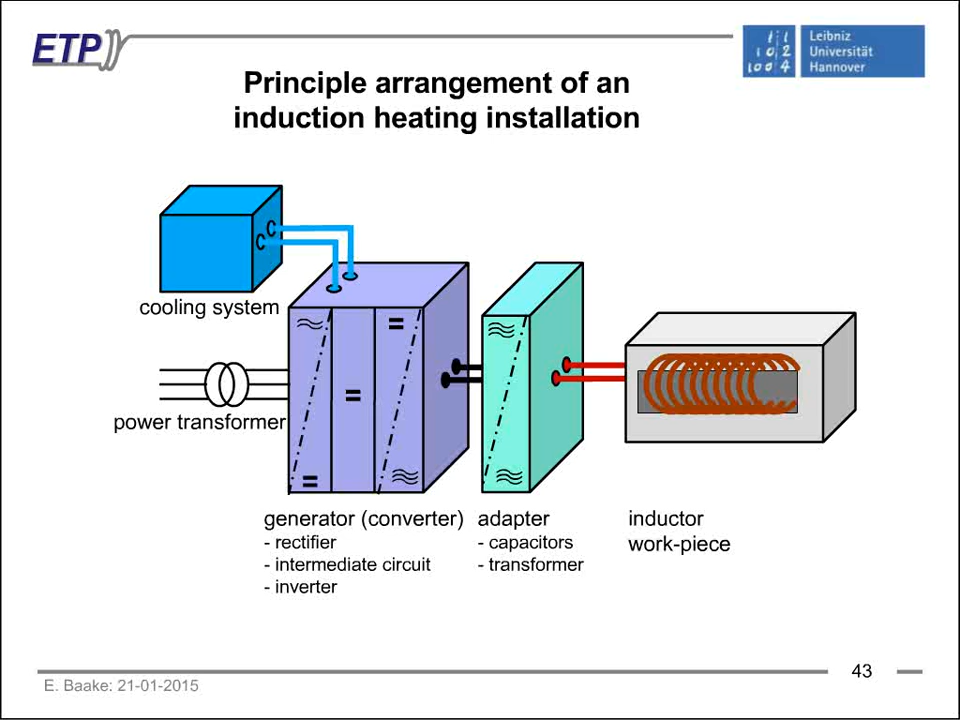 ETP
Leibniz
Universität
Hannover
Principle arrangement of an
induction heating installation
cooling system
power transformer
generator (converter)
- rectifier
- intermediate circuit
- inverter
adapter
- capacitors
- transformer
inductor
work-piece
43
E. Baake: 21-01-2015